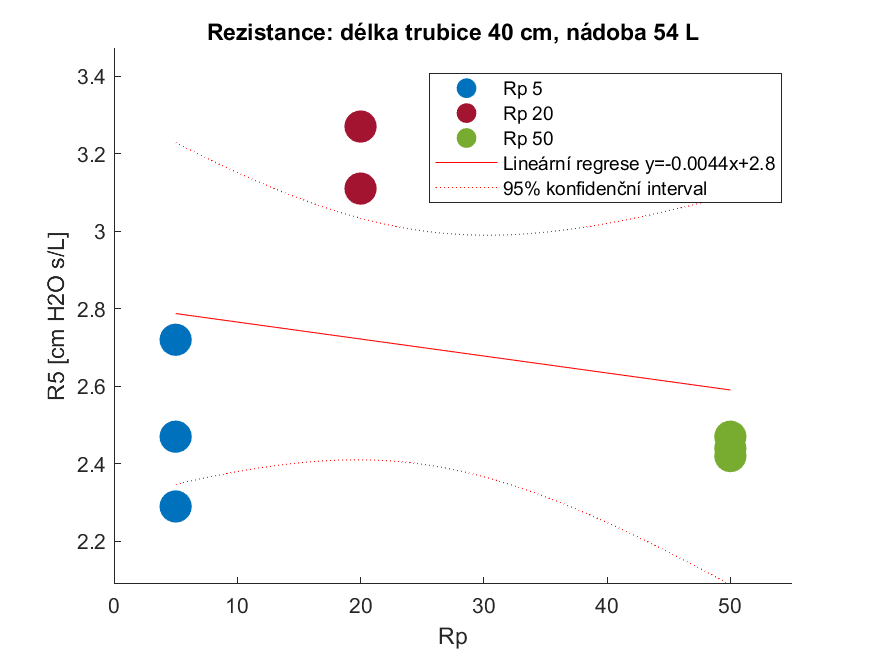 Rezistance: délka trubice 40 cm, nádoba 54 L
3.4
3.2
3
2.8
2.6
2.4
2.2
0
10
20
30
40
50
Rp
R5 [cm H2O s/L]
Rp 5
Rp 20
Rp 50
Lineární regrese y=-0.0044x+2.8
95% konfidenční interval